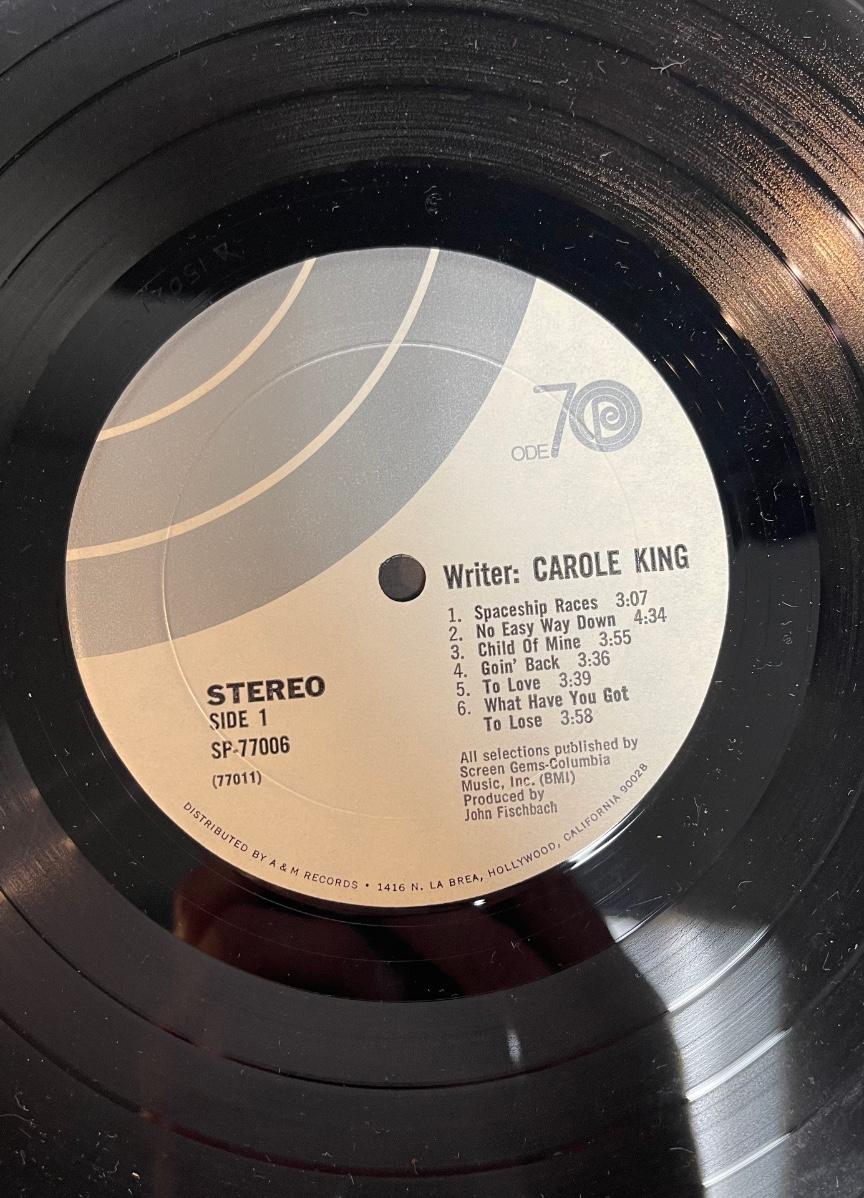 ODE 70
Writer: CAROLE KING
1. Spaceship Races 3:07
2. No Easy Way Down 4:34
3. Child Of Mine 3:55
4. Goin' Back 3:36
5. To Love 3:39
6. What Have You Got
To Lose 3:58
STEREO
SIDE 1
SP-77006
(77011)
All selections published by
Screen Gems-Columbia
Music, Inc. (BMI)
Produced by
John Fischbach
DISTRIBUTED BY A & M RECORDS • 1416 N. LA BREA, HOLLYWOOD, CALIFORNIA 90028